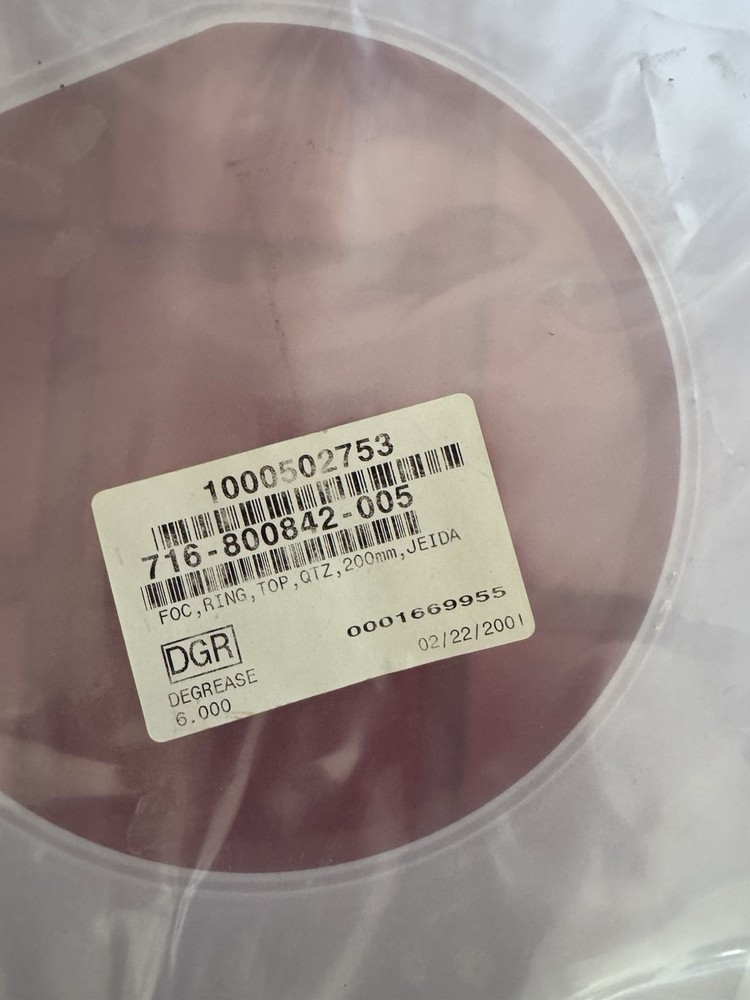 1000502753
716-800842-005
FOC,RING,TOP,QTZ,200mm,JEIDA
0001669955
DGR
02/22/2001
DEGREASE
6.000